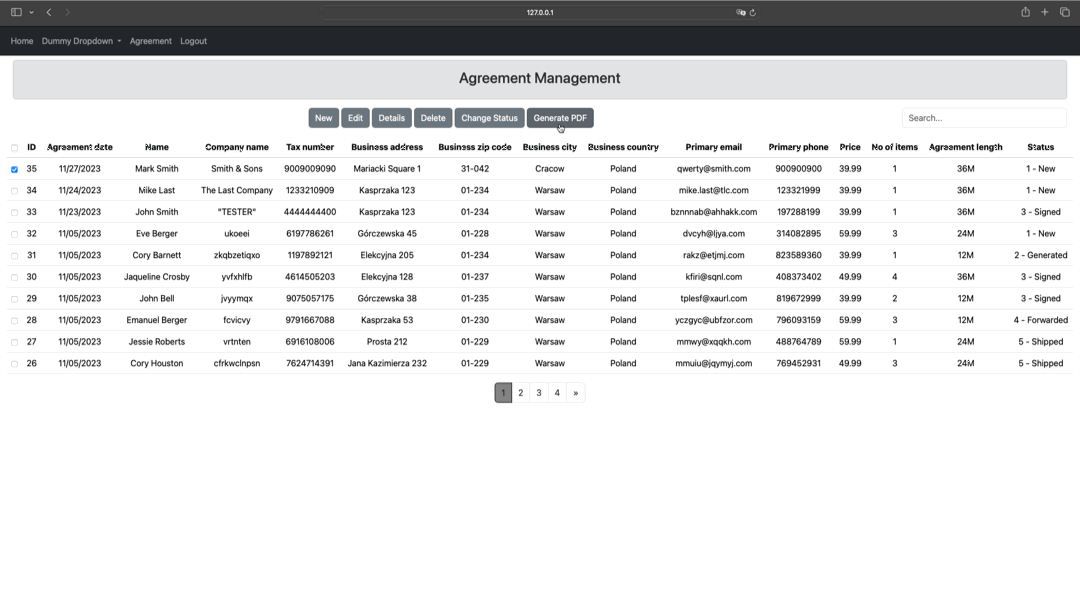 127.0.0.1
Home Dummy Dropdown Agreement Logout
Agreement Management
New Edit Details Delete Change Status Generate PDF Search...
ID Agreement date Name Company name Tax number Business address Business zip code Business city Business country Primary email Primary phone Price No of items Agreement length Status
35 11/27/2023 Mark Smith Smith & Sons 9009009090 Mariacki Square 1 31-042 Cracow Poland qwerty@smith.com 900900900 39.99 1 36M 1 - New
34 11/24/2023 Mike Last The Last Company 1233210909 Kasprzaka 123 01-234 Warsaw Poland mike.last@tlc.com 123321999 39.99 1 36M 1 - New
33 11/23/2023 John Smith "TESTER" 4444444400 Kasprzaka 123 01-234 Warsaw Poland bznnnab@ahhakk.com 197288199 39.99 1 36M 3 - Signed
32 11/05/2023 Eve Berger ukoeei 6197786261 Górczewska 45 01-228 Warsaw Poland dvcyh@ljya.com 314082895 59.99 3 24M 1 - New
31 11/05/2023 Cory Barnett zkqbzetiqxo 1197892121 Elekcyjna 205 01-234 Warsaw Poland rakz@etjmj.com 823589360 39.99 1 12M 2 - Generated
30 11/05/2023 Jaqueline Crosby yvfxhlfb 4614505203 Elekcyjna 128 01-237 Warsaw Poland kfiri@sqnl.com 408373402 49.99 4 36M 3 - Signed
29 11/05/2023 John Bell jvyymqx 9075057175 Górczewska 38 01-235 Warsaw Poland tplesf@xaurl.com 819672999 39.99 2 12M 3 - Signed
28 11/05/2023 Emanuel Berger fcvicvy 9791667088 Kasprzaka 53 01-230 Warsaw Poland yczgyc@ubfzor.com 796093159 59.99 3 12M 4 - Forwarded
27 11/05/2023 Jessie Roberts vrtnten 6916108006 Prosta 212 01-229 Warsaw Poland mmwy@xqqkh.com 488764789 59.99 1 24M 5 - Shipped
26 11/05/2023 Cory Houston cfrkwclnpsn 7624714391 Jana Kazimierza 232 01-229 Warsaw Poland mmuiu@jqymyj.com 769452931 49.99 3 24M 5 - Shipped
1 2 3 4 »